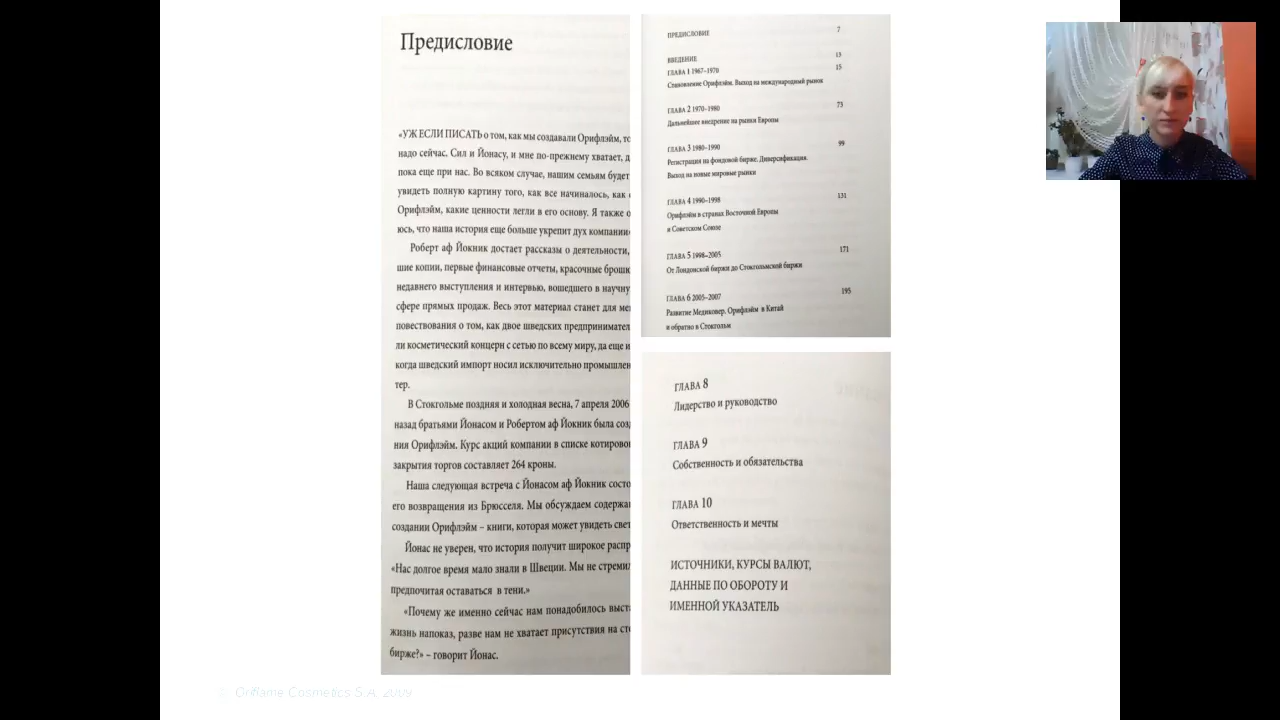 Предисловие
«УЖ ЕСЛИ ПИСАТЬ о том, как мы создавали Орифлэйм, то
надо сейчас. Сил и Йонасу, и мне по-прежнему хватает, д
пока еще при нас. Во всяком случае, нашим семьям будет
увидеть полную картину того, как все начиналось, как
Орифлэйм, какие ценности легли в его основу. Я также
юсь, что наша история еще больше укрепит дух компании
Роберт аф Йокник достает рассказы о деятельности,
шие копии, первые финансовые отчеты, красочные брош
недавнего выступления и интервью, вошедшего в научну
сфере прямых продаж. Весь этот материал станет для ме
повествования о том, как двое шведских предпринимател
ли косметический концерн с сетью по всему миру, да еще и
когда шведский импорт носил исключительно промышлен
тер.
В Стокгольме поздняя и холодная весна, 7 апреля 2006
назад братьями Йонасом и Робертом аф Йокник была соз
ния Орифлэйм. Курс акций компании в списке котирово
закрытия торгов составляет 264 кроны.
Наша следующая встреча с Йонасом аф Йокник состо
его возвращения из Брюсселя. Мы обсуждаем содержа
создании Орифлэйм – книги, которая может увидеть свет
Йонас не уверен, что история получит широкое распр
«Нас долгое время мало знали в Швеции. Мы не стреми
предпочитая оставаться в тени.»
«Почему же именно сейчас нам понадобилось выст
жизнь напоказ, разве нам не хватает присутствия на ст
бирже?» – говорит Йонас.
ПРЕДИСЛОВИЕ 7
ВВЕДЕНИЕ 13
ГЛАВА 1 1967–1970 15
Становление Орифлэйм. Выход на международный рынок
ГЛАВА 2 1970–1980 73
Дальнейшее внедрение на рынки Европы
ГЛАВА 3 1980–1990 99
Регистрация на фондовой бирже. Диверсификация.
Выход на новые мировые рынки
ГЛАВА 4 1990–1998 131
Орифлэйм в странах Восточной Европы
и Советском Союзе
ГЛАВА 5 1998–2005 171
От Лондонской биржи до Стокгольмской биржи
ГЛАВА 6 2005–2007 195
Развитие Медиковер. Орифлэйм в Китай
и обратно в Стокгольм
ГЛАВА 8
Лидерство и руководство
ГЛАВА 9
Собственность и обязательства
ГЛАВА 10
Ответственность и мечты
ИСТОЧНИКИ, КУРСЫ ВАЛЮТ,
ДАННЫЕ ПО ОБОРОТУ И
ИМЕННОЙ УКАЗАТЕЛЬ
Oriflame Cosmetics S.A. 2009